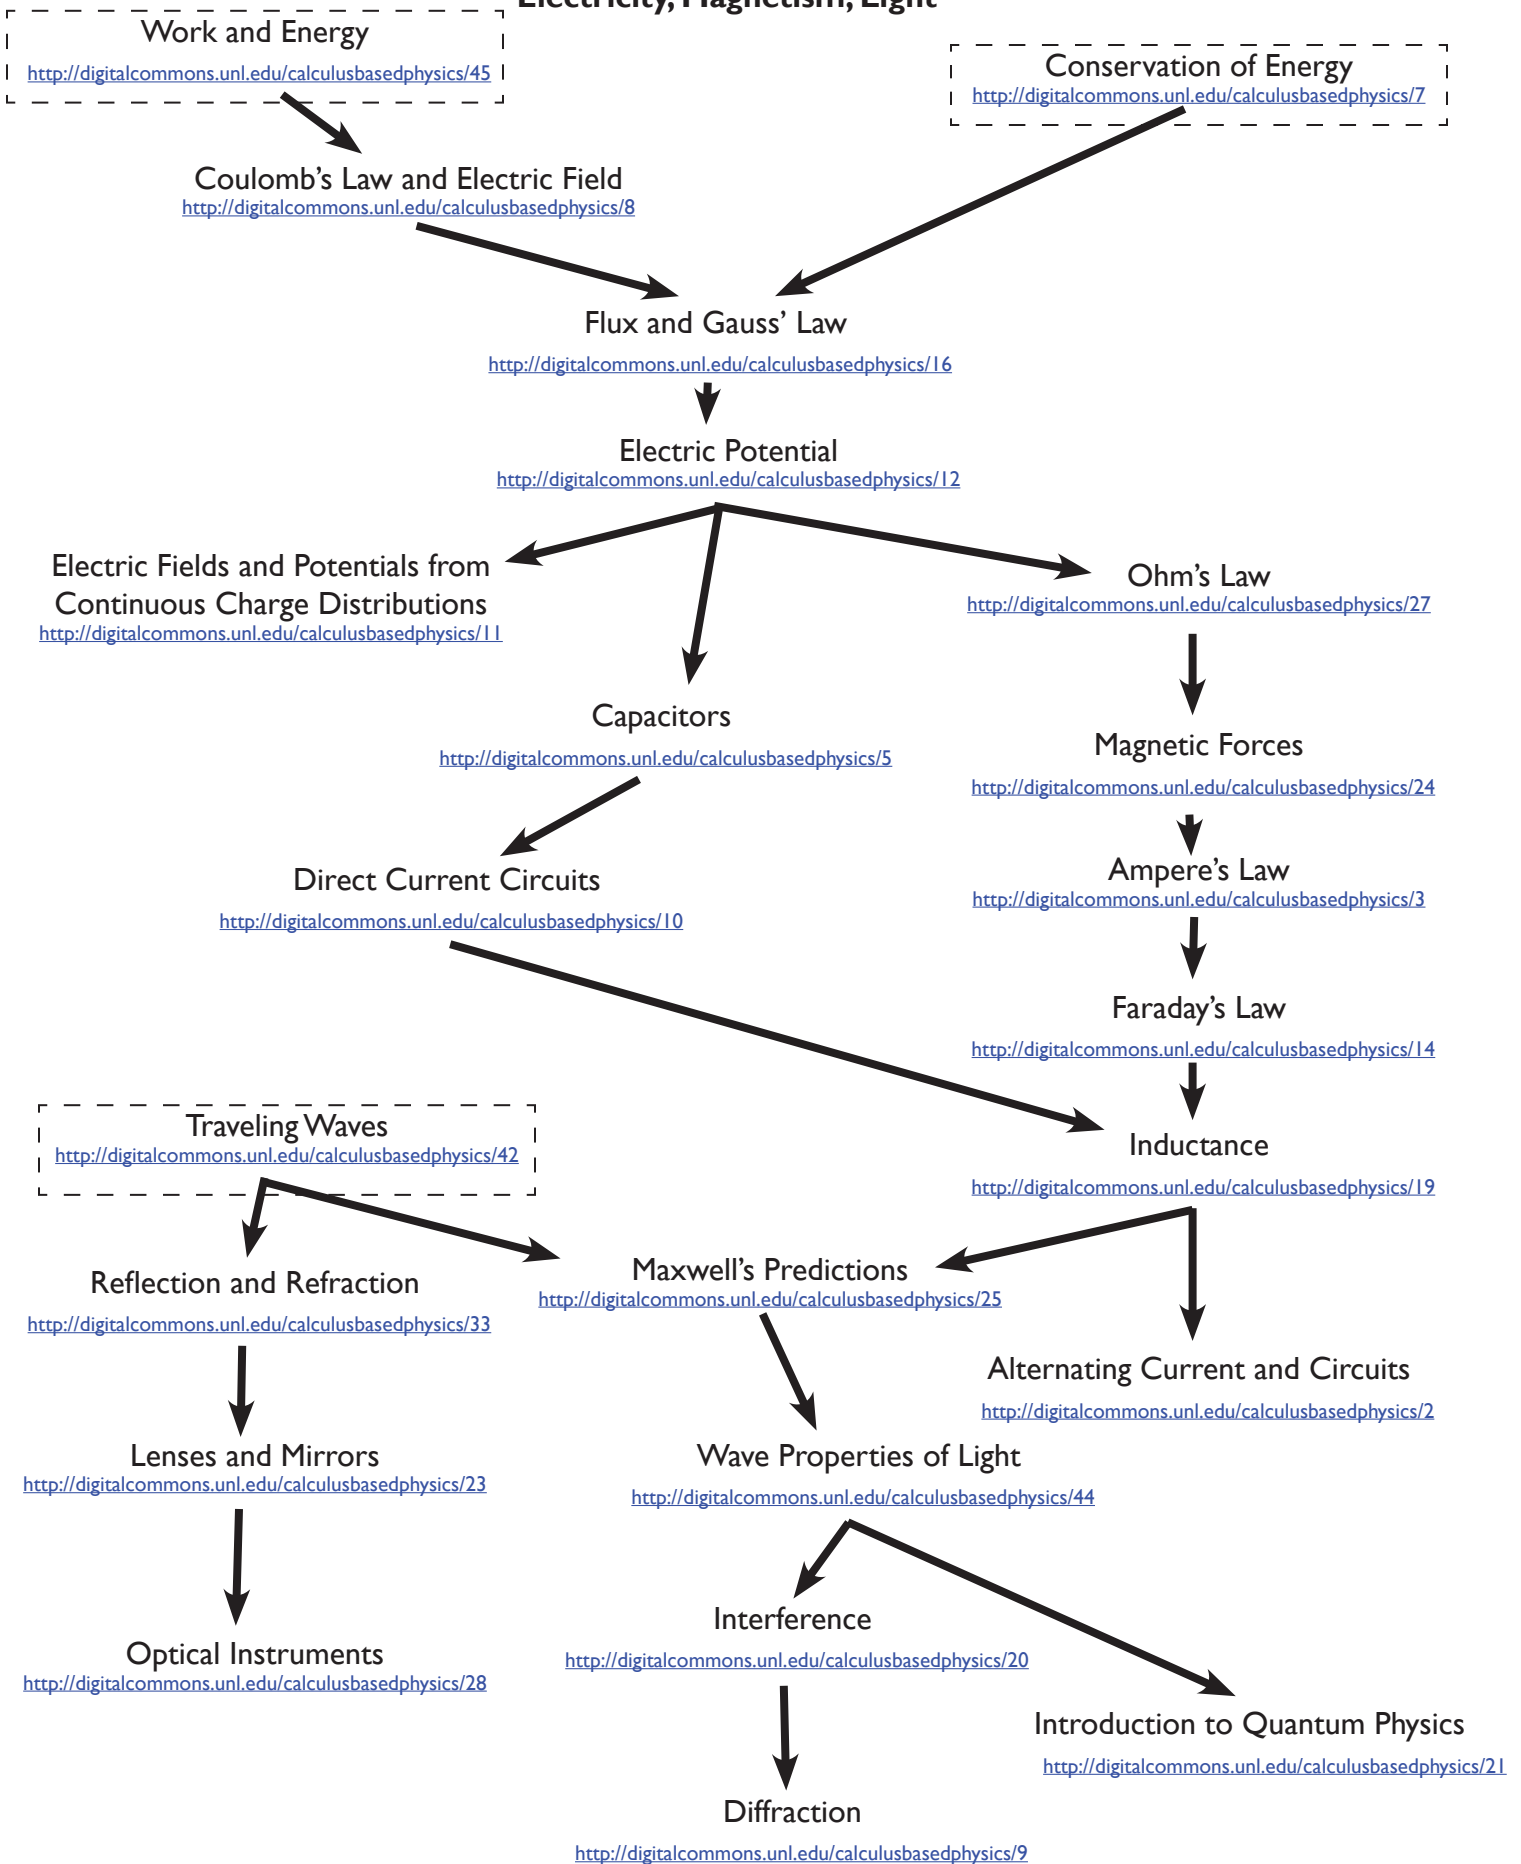 Electricity, Magnetism, Light
Work and Energy
http://digitalcommons.unl.edu/calculusbasedphysics/45
Conservation of Energy
http://digitalcommons.unl.edu/calculusbasedphysics/7
Coulomb’s Law and Electric Field
http://digitalcommons.unl.edu/calculusbasedphysics/8
Flux and Gauss’ Law
http://digitalcommons.unl.edu/calculusbasedphysics/16
Electric Potential
http://digitalcommons.unl.edu/calculusbasedphysics/12
Electric Fields and Potentials from
Continuous Charge Distributions
http://digitalcommons.unl.edu/calculusbasedphysics/11
Ohm’s Law
http://digitalcommons.unl.edu/calculusbasedphysics/27
Capacitors
http://digitalcommons.unl.edu/calculusbasedphysics/5
Magnetic Forces
http://digitalcommons.unl.edu/calculusbasedphysics/24
Direct Current Circuits
http://digitalcommons.unl.edu/calculusbasedphysics/10
Ampere’s Law
http://digitalcommons.unl.edu/calculusbasedphysics/3
Faraday’s Law
http://digitalcommons.unl.edu/calculusbasedphysics/14
Traveling Waves
http://digitalcommons.unl.edu/calculusbasedphysics/42
Inductance
http://digitalcommons.unl.edu/calculusbasedphysics/19
Reflection and Refraction
http://digitalcommons.unl.edu/calculusbasedphysics/33
Maxwell’s Predictions
http://digitalcommons.unl.edu/calculusbasedphysics/25
Alternating Current and Circuits
http://digitalcommons.unl.edu/calculusbasedphysics/2
Lenses and Mirrors
http://digitalcommons.unl.edu/calculusbasedphysics/23
Wave Properties of Light
http://digitalcommons.unl.edu/calculusbasedphysics/44
Interference
http://digitalcommons.unl.edu/calculusbasedphysics/20
Optical Instruments
http://digitalcommons.unl.edu/calculusbasedphysics/28
Introduction to Quantum Physics
http://digitalcommons.unl.edu/calculusbasedphysics/21
Diffraction
http://digitalcommons.unl.edu/calculusbasedphysics/9